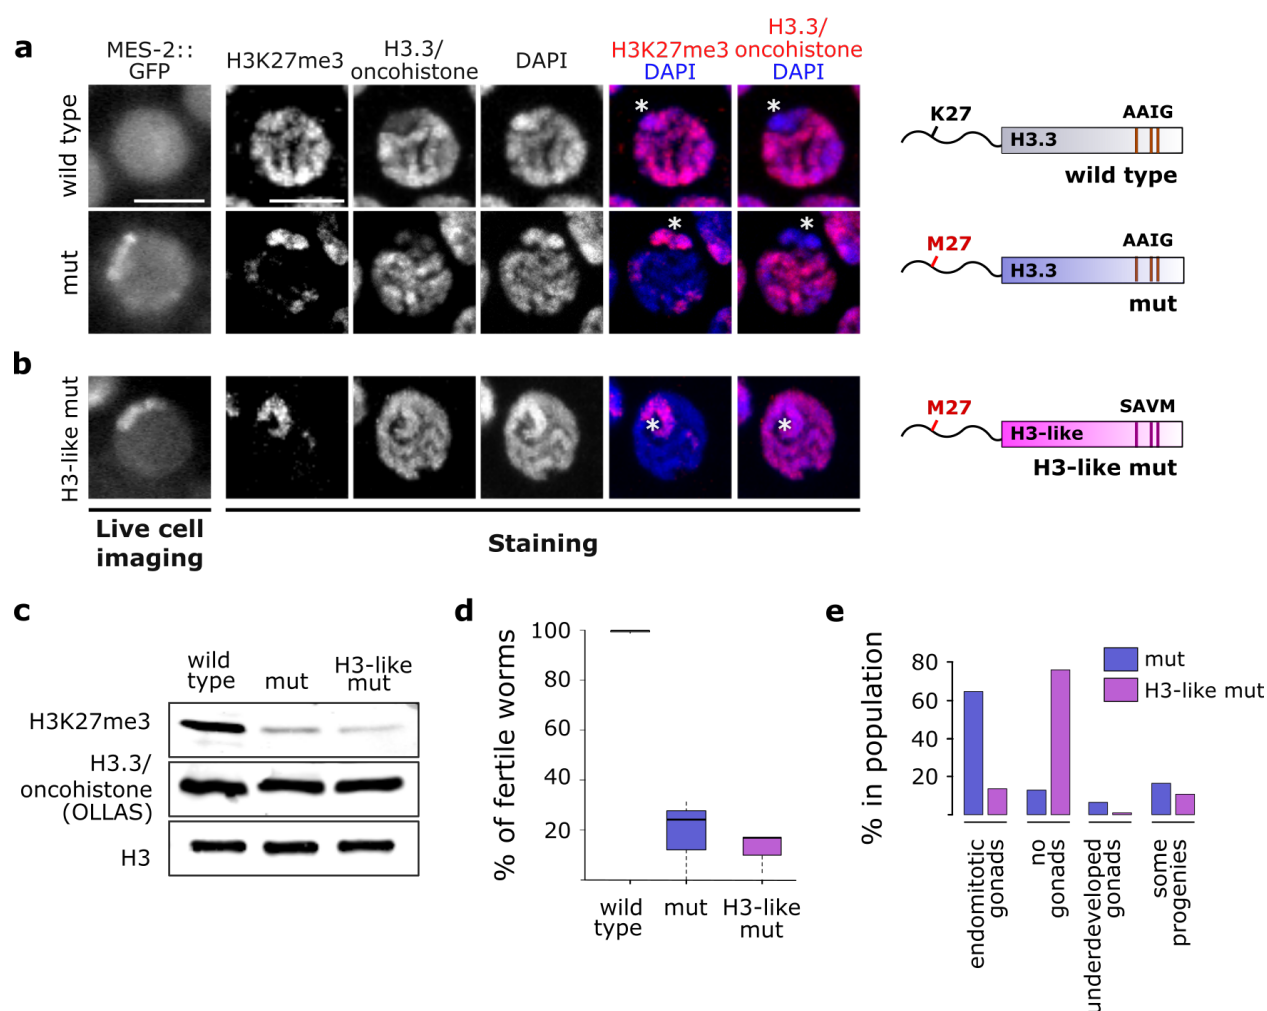 a
MES-2::
GFP
H3K27me3
H3.3/
oncohistone
DAPI
H3K27me3
DAPI
H3.3/
oncohistone
DAPI
wild type
*
*
K27
AAIG
H3.3
wild type
mut
*
*
M27
AAIG
H3.3
mut
b
H3-like mut
*
*
M27
SAVM
H3-like
H3-like mut
Live cell
imaging
Staining
c
wild
type
mut
H3-like
mut
H3K27me3
H3.3/
oncohistone
(OLLAS)
H3
d
% of fertile worms
100
80
60
40
20
wild
type
mut
H3-like
mut
e
% in population
80
60
40
20
mut
H3-like mut
endomitotic
gonads
no
gonads
underdeveloped
gonads
some
progenies